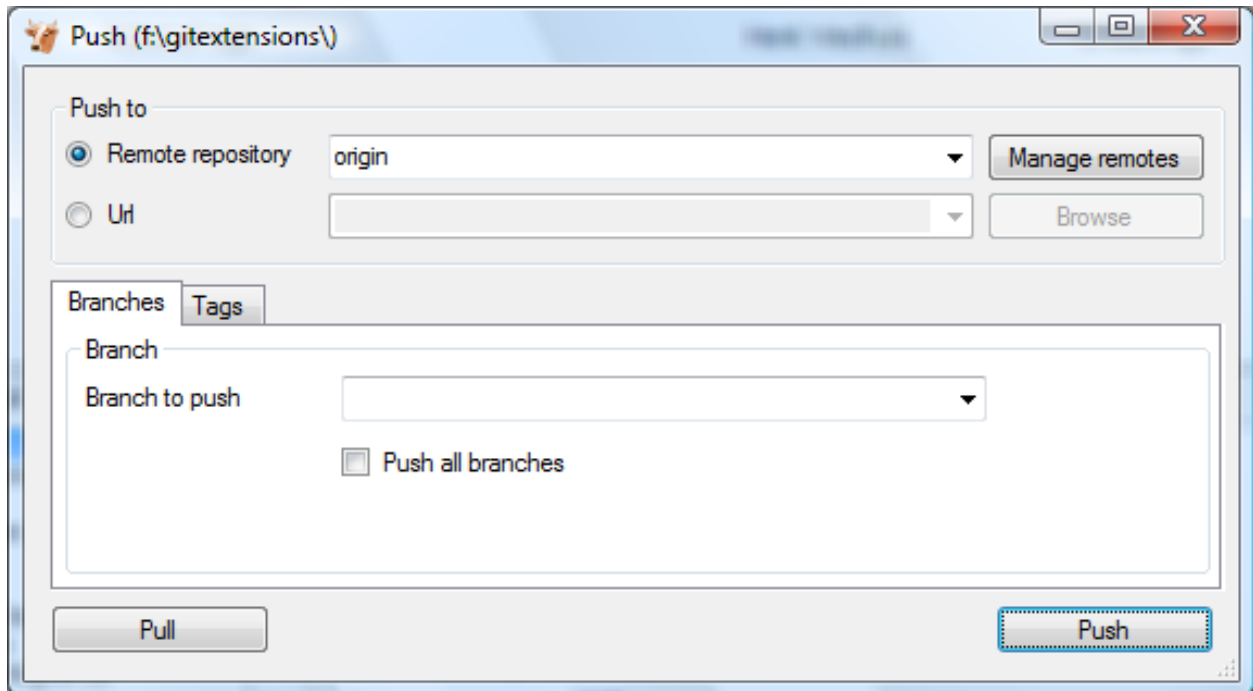 Push (f:\gitextensions\)
Push to
Remote repository origin Manage remotes
Url Browse
Branches Tags
Branch
Branch to push
Push all branches
Pull Push